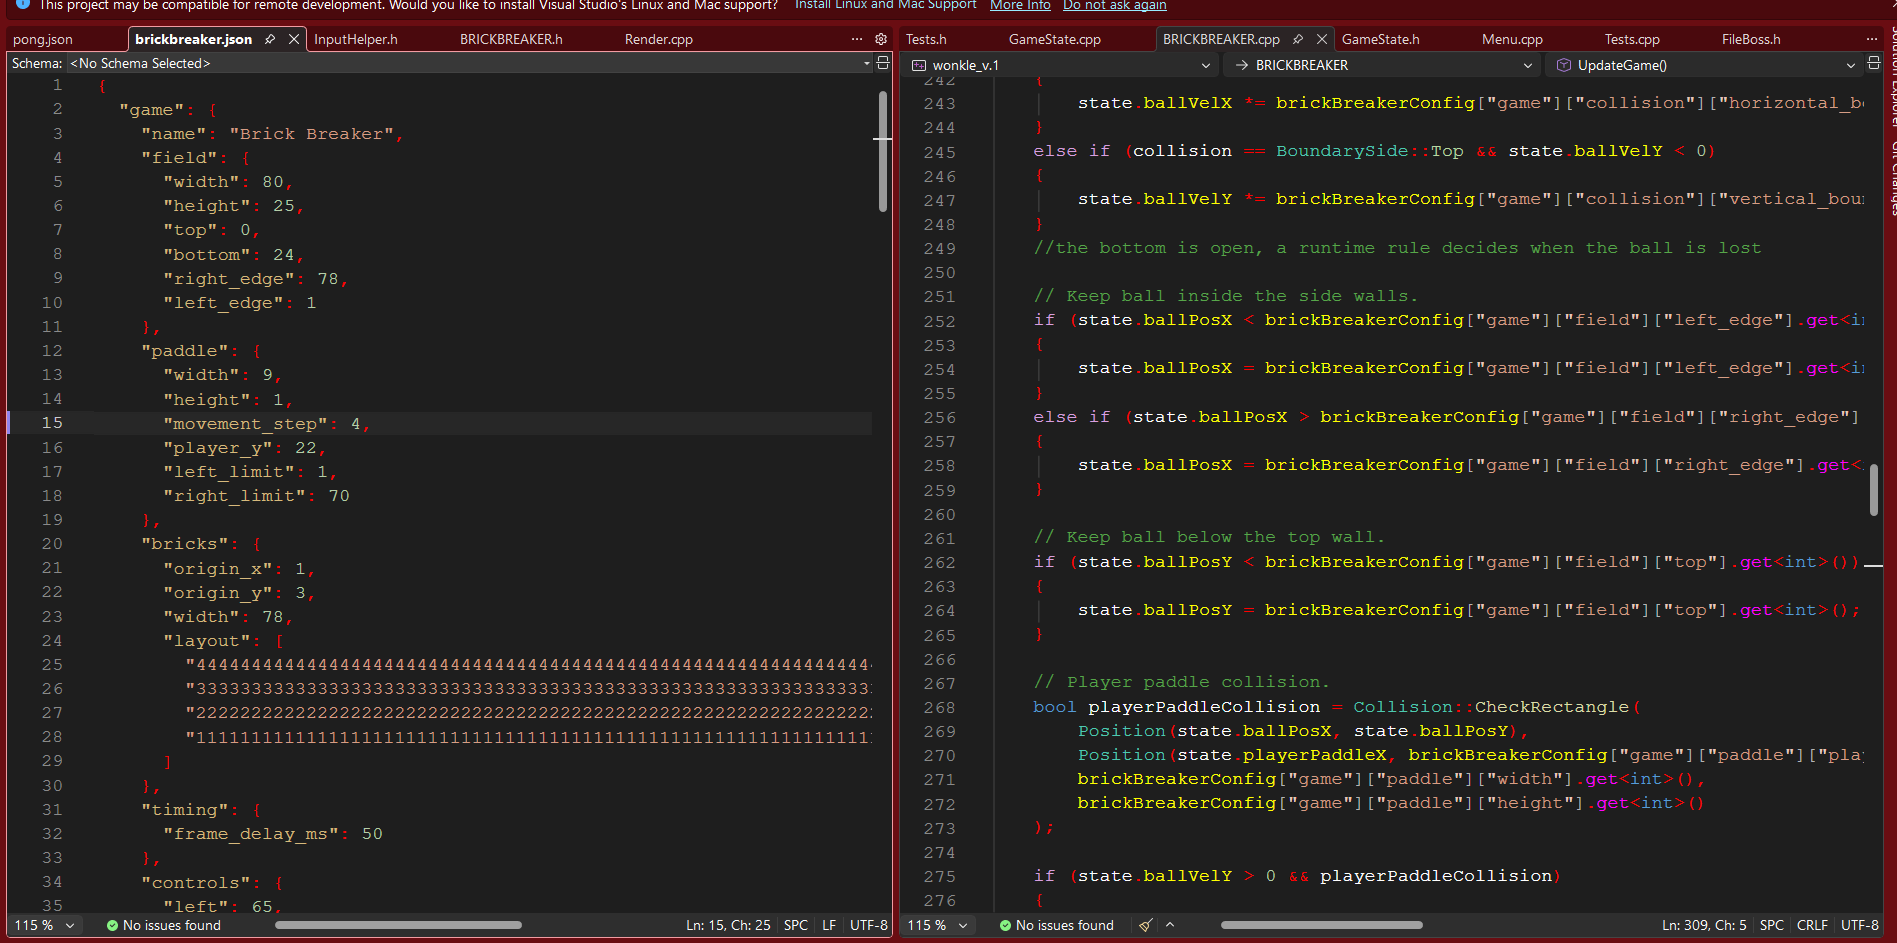 This project may be compatible for remote development. Would you like to install Visual Studio's Linux and Mac support? Install Linux and Mac Support More Info Do not ask again
pong.json brickbreaker.json InputHelper.h BRICKBREAKER.h Render.cpp
Schema: <No Schema Selected>
1 {
2 "game": {
3 "name": "Brick Breaker",
4 "field": {
5 "width": 80,
6 "height": 25,
7 "top": 0,
8 "bottom": 24,
9 "right_edge": 78,
10 "left_edge": 1
11 },
12 "paddle": {
13 "width": 9,
14 "height": 1,
15 "movement_step": 4,
16 "player_y": 22,
17 "left_limit": 1,
18 "right_limit": 70
19 },
20 "bricks": {
21 "origin_x": 1,
22 "origin_y": 3,
23 "width": 78,
24 "layout": [
25 "4444444444444444444444444444444444444444444444444444444444444
26 "3333333333333333333333333333333333333333333333333333333333333
27 "2222222222222222222222222222222222222222222222222222222222222
28 "1111111111111111111111111111111111111111111111111111111111111
29 ]
30 },
31 "timing": {
32 "frame_delay_ms": 50
33 },
34 "controls": {
35 "left": 65,
115 % No issues found Ln: 15, Ch: 25 SPC LF UTF-8
Tests.h GameState.cpp BRICKBREAKER.cpp GameState.h Menu.cpp Tests.cpp FileBoss.h
wonkle_v.1 BRICKBREAKER UpdateGame()
242 {
243 state.ballVelX *= brickBreakerConfig["game"]["collision"]["horizontal_b
244 }
245 else if (collision == BoundarySide::Top && state.ballVelY < 0)
246 {
247 state.ballVelY *= brickBreakerConfig["game"]["collision"]["vertical_bou
248 }
249 //the bottom is open, a runtime rule decides when the ball is lost
250
251 // Keep ball inside the side walls.
252 if (state.ballPosX < brickBreakerConfig["game"]["field"]["left_edge"].get<i
253 {
254 state.ballPosX = brickBreakerConfig["game"]["field"]["left_edge"].get<i
255 }
256 else if (state.ballPosX > brickBreakerConfig["game"]["field"]["right_edge"]
257 {
258 state.ballPosX = brickBreakerConfig["game"]["field"]["right_edge"].get<
259 }
260
261 // Keep ball below the top wall.
262 if (state.ballPosY < brickBreakerConfig["game"]["field"]["top"].get<int>())
263 {
264 state.ballPosY = brickBreakerConfig["game"]["field"]["top"].get<int>();
265 }
266
267 // Player paddle collision.
268 bool playerPaddleCollision = Collision::CheckRectangle(
269 Position(state.ballPosX, state.ballPosY),
270 Position(state.playerPaddleX, brickBreakerConfig["game"]["paddle"]["pla
271 brickBreakerConfig["game"]["paddle"]["width"].get<int>(),
272 brickBreakerConfig["game"]["paddle"]["height"].get<int>()
273 );
274
275 if (state.ballVelY > 0 && playerPaddleCollision)
276 {
115 % No issues found Ln: 309, Ch: 5 SPC CRLF UTF-8
Solution Explorer
Git Changes